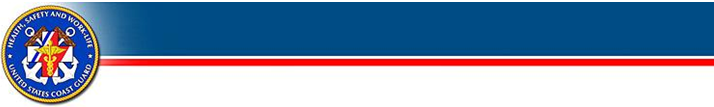 HEALTH, SAFETY AND WORK-LIFE
UNITED STATES COAST GUARD